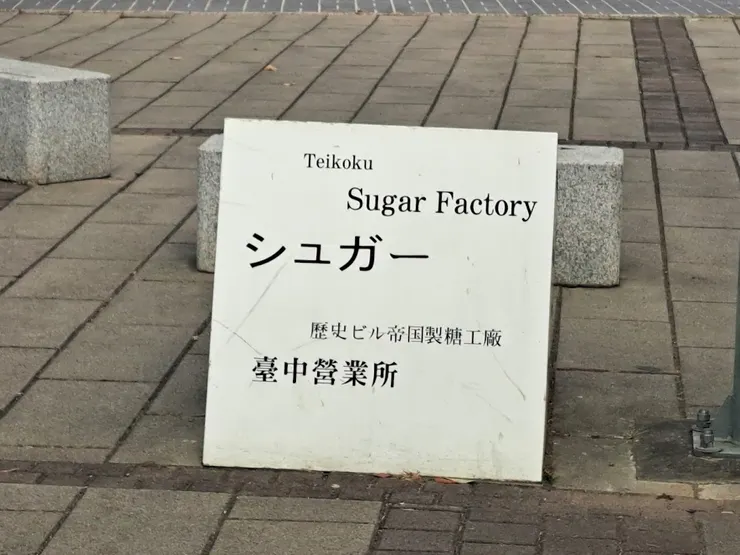 Teikoku
Sugar Factory
シュガー
歴史ビル帝国製糖工廠
臺中營業所